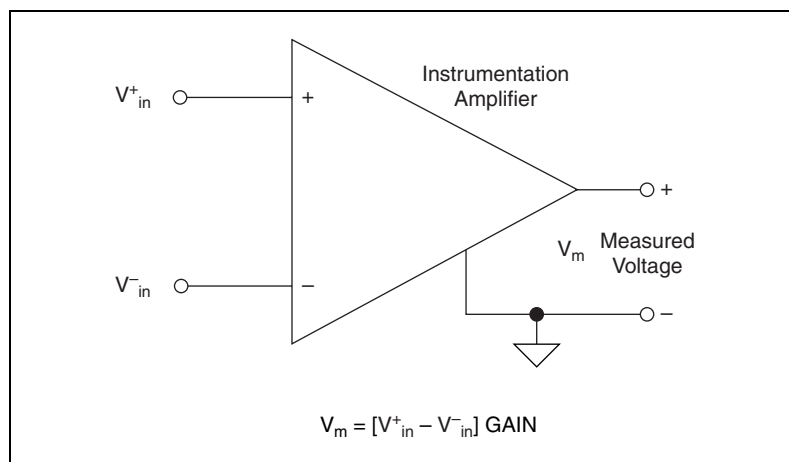 Instrumentation
Amplifier
V⁺in
+
+
Vm Measured
Voltage
V⁻in
−
−
Vm = [V⁺in – V⁻in] GAIN